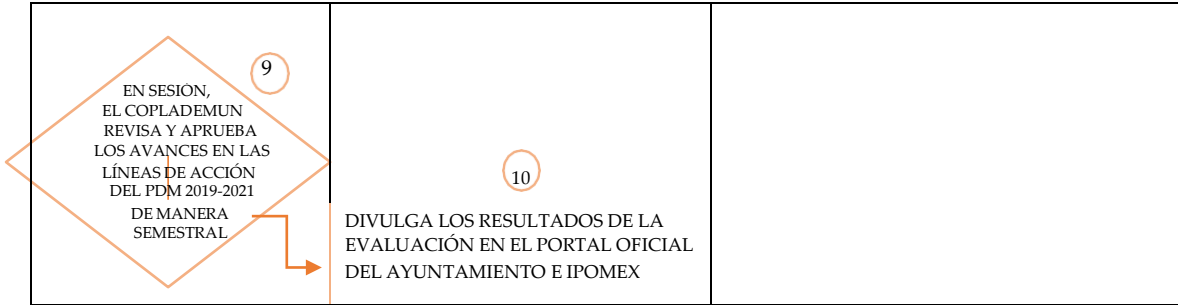 9
EN SESIÓN,
EL COPLADEMUN
REVISA Y APRUEBA
LOS AVANCES EN LAS
LÍNEAS DE ACCIÓN
DEL PDM 2019-2021
DE MANERA
SEMESTRAL
10
DIVULGA LOS RESULTADOS DE LA
EVALUACIÓN EN EL PORTAL OFICIAL
DEL AYUNTAMIENTO E IPOMEX